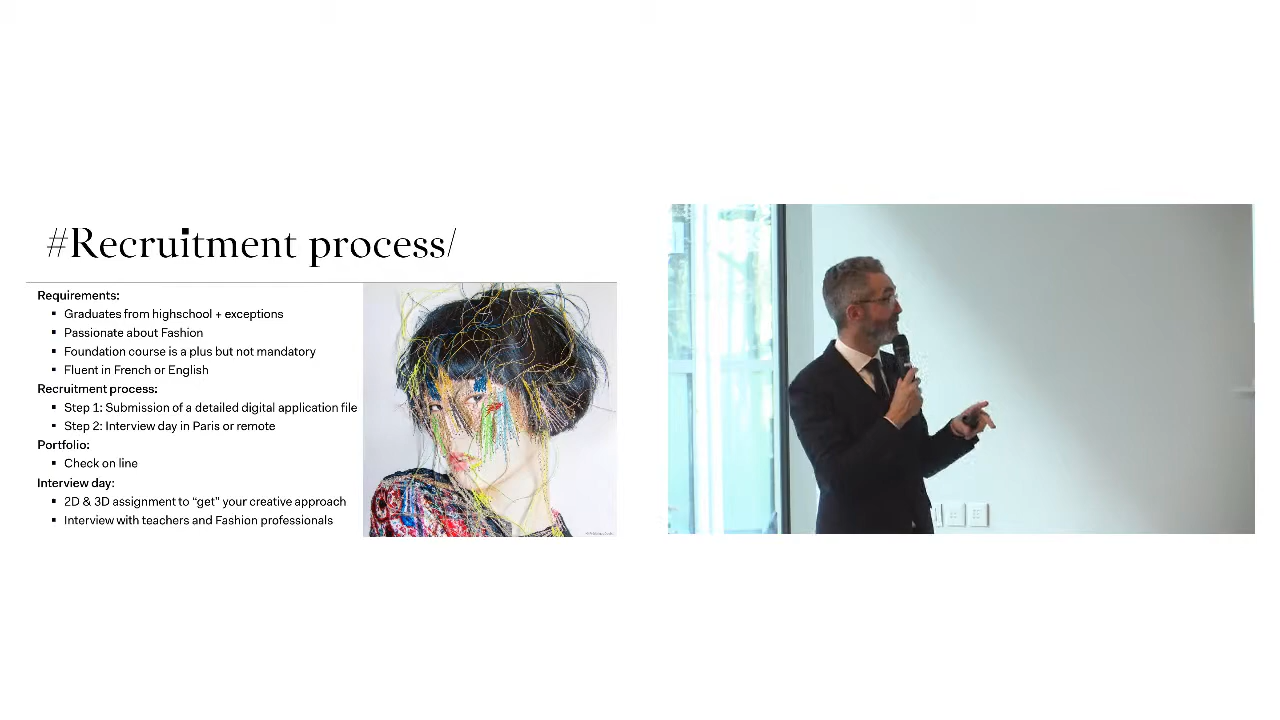 #Recruitment process/
Requirements:
▪ Graduates from highschool + exceptions
▪ Passionate about Fashion
▪ Foundation course is a plus but not mandatory
▪ Fluent in French or English
Recruitment process:
▪ Step 1: Submission of a detailed digital application file
▪ Step 2: Interview day in Paris or remote
Portfolio:
▪ Check on line
Interview day:
▪ 2D & 3D assignment to “get” your creative approach
▪ Interview with teachers and Fashion professionals